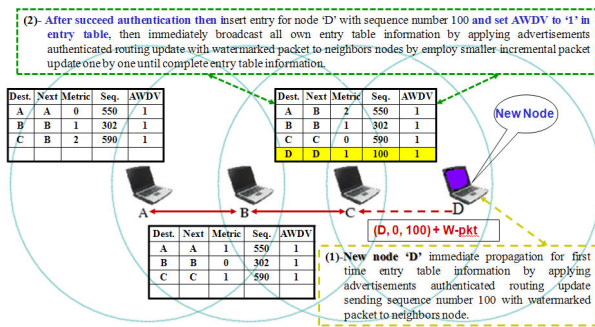 (2)- After succeed authentication then insert entry for node ‘D’ with sequence number 100 and set AWDV to ‘1’ in
entry table, then immediately broadcast all own entry table information by applying advertisements
authenticated routing update with watermarked packet to neighbors nodes by employ smaller incremental packet
update one by one until complete entry table information.
Dest. Next Metric Seq. AWDV
A A 0 550 1
B B 1 302 1
C B 2 590 1
Dest. Next Metric Seq. AWDV
A B 2 550 1
B B 1 302 1
C C 0 590 1
D D 1 100 1
New Node
A B C D
(D, 0, 100) + W-pkt
Dest. Next Metric Seq. AWDV
A A 1 550 1
B B 0 302 1
C C 1 590 1
(1)-New node ‘D’ immediate propagation for first
time entry table information by applying
advertisements authenticated routing update
sending sequence number 100 with watermarked
packet to neighbors node.